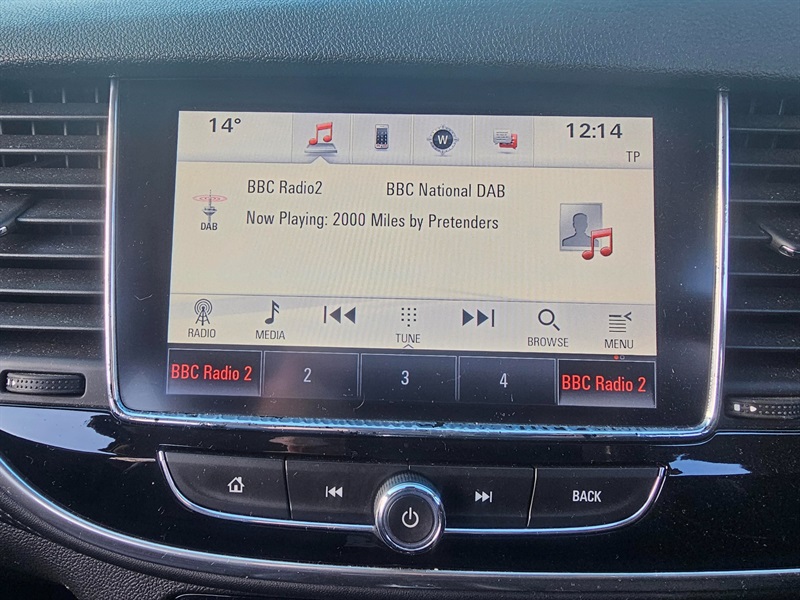 14° 12:14
W
TP
BBC Radio2 BBC National DAB
DAB
Now Playing: 2000 Miles by Pretenders
RADIO MEDIA TUNE BROWSE MENU
BBC Radio 2 2 3 4 BBC Radio 2
BACK